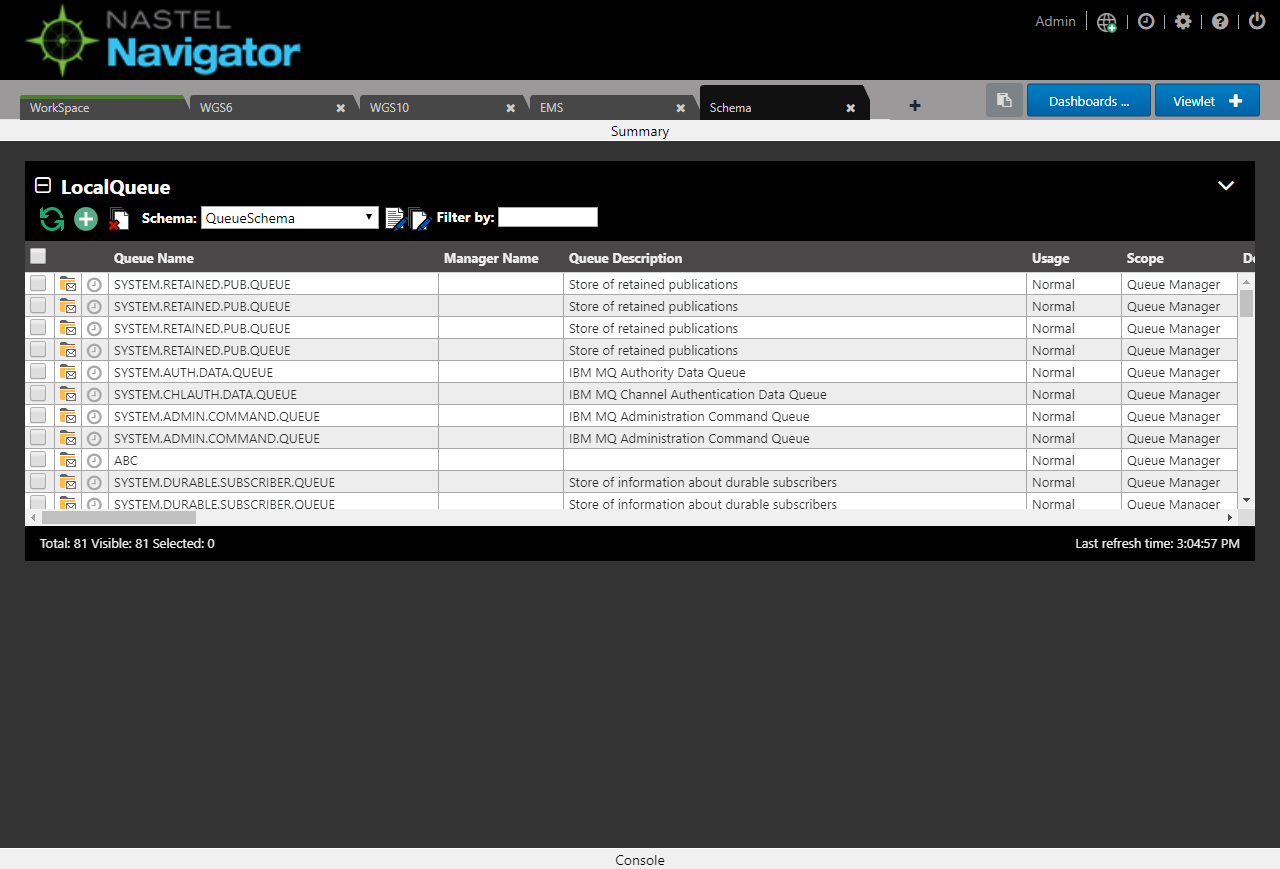 NASTEL
Navigator
Admin
WorkSpace WGS6 WGS10 EMS Schema Dashboards ... Viewlet
Summary
LocalQueue
Schema: QueueSchema Filter by:
Queue Name Manager Name Queue Description Usage Scope De
SYSTEM.RETAINED.PUB.QUEUE Store of retained publications Normal Queue Manager
SYSTEM.RETAINED.PUB.QUEUE Store of retained publications Normal Queue Manager
SYSTEM.RETAINED.PUB.QUEUE Store of retained publications Normal Queue Manager
SYSTEM.RETAINED.PUB.QUEUE Store of retained publications Normal Queue Manager
SYSTEM.AUTH.DATA.QUEUE IBM MQ Authority Data Queue Normal Queue Manager
SYSTEM.CHLAUTH.DATA.QUEUE IBM MQ Channel Authentication Data Queue Normal Queue Manager
SYSTEM.ADMIN.COMMAND.QUEUE IBM MQ Administration Command Queue Normal Queue Manager
SYSTEM.ADMIN.COMMAND.QUEUE IBM MQ Administration Command Queue Normal Queue Manager
ABC Normal Queue Manager
SYSTEM.DURABLE.SUBSCRIBER.QUEUE Store of information about durable subscribers Normal Queue Manager
SYSTEM.DURABLE.SUBSCRIBER.QUEUE Store of information about durable subscribers Normal Queue Manager
Total: 81 Visible: 81 Selected: 0 Last refresh time: 3:04:57 PM
Console